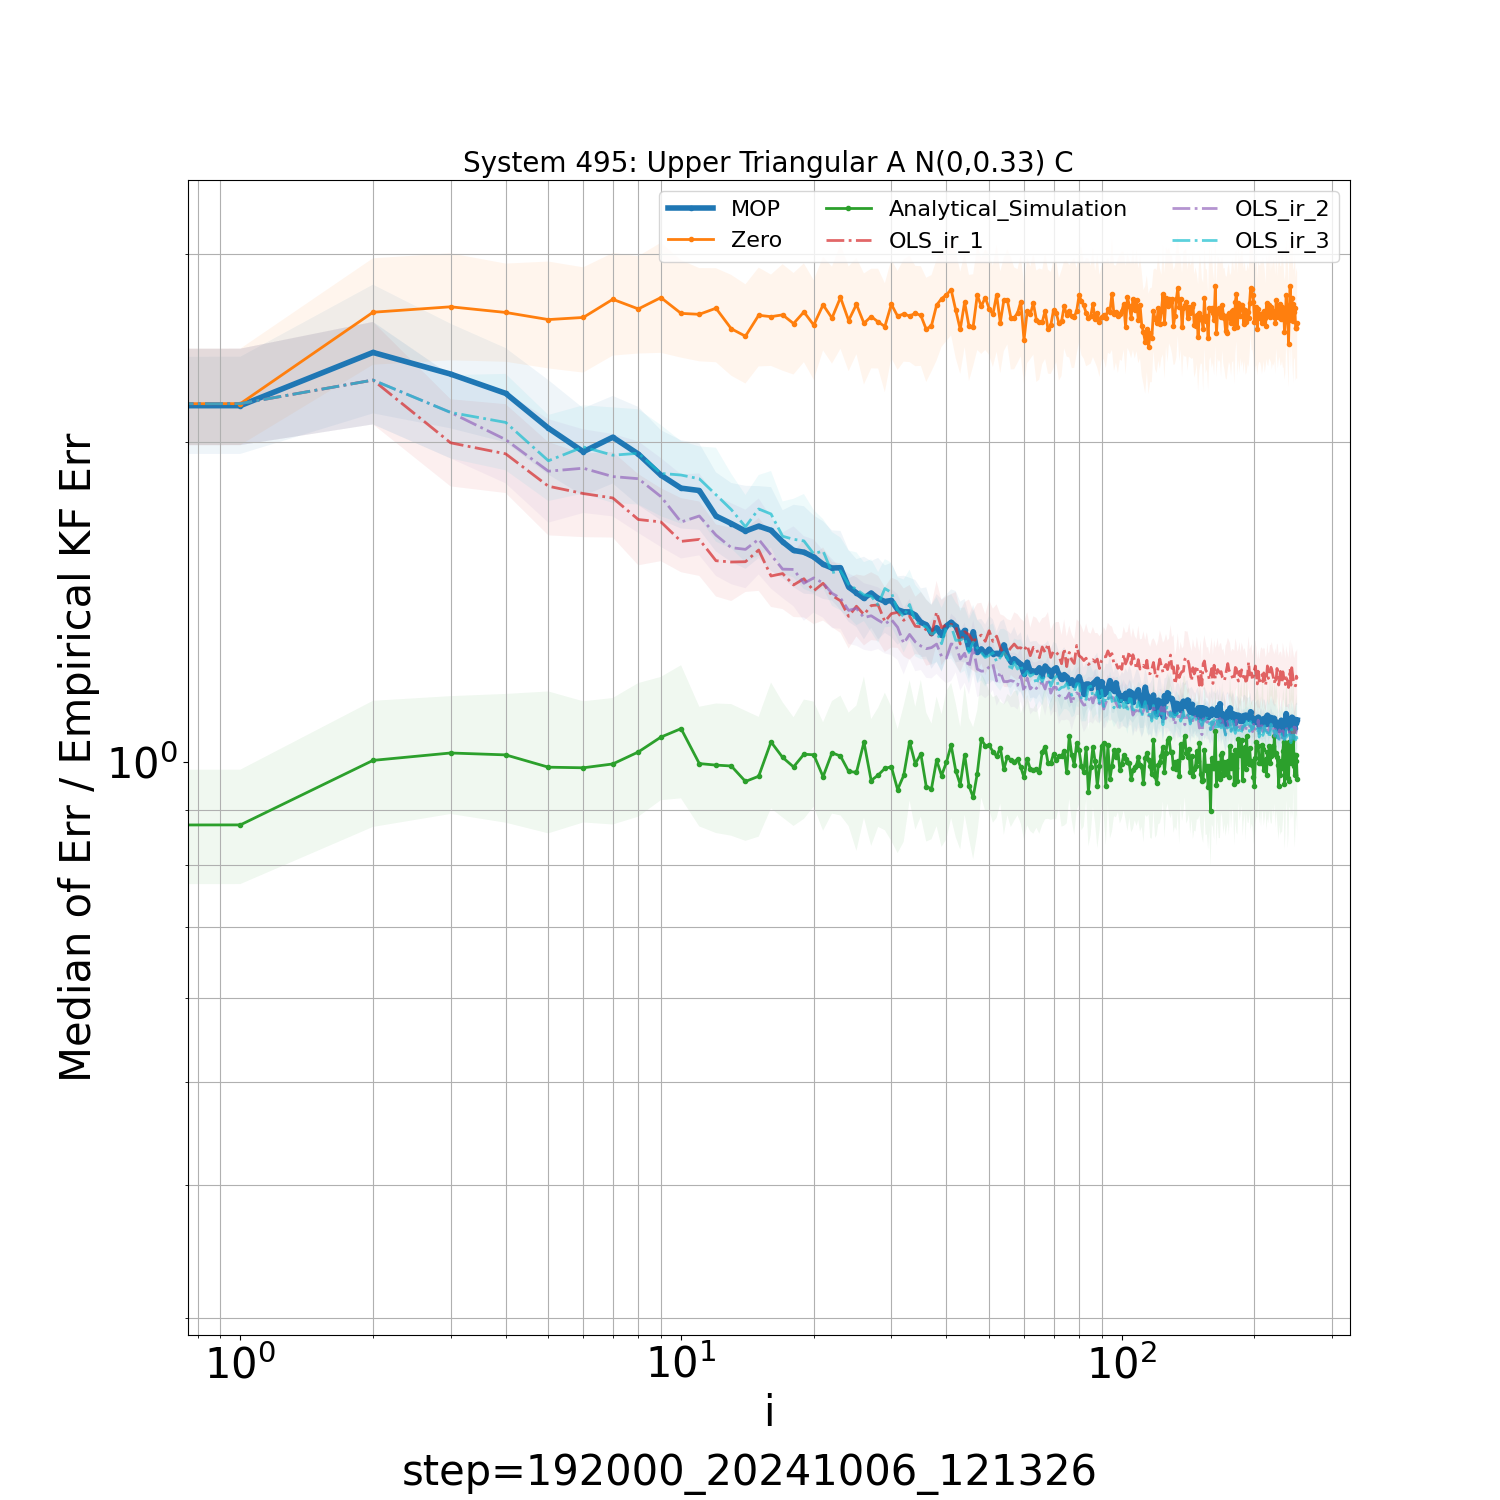 System 495: Upper Triangular A N(0,0.33) C
MOP
Zero
Analytical_Simulation
OLS_ir_1
OLS_ir_2
OLS_ir_3
Median of Err / Empirical KF Err
10⁰
10⁰
10¹
10²
i
step=192000_20241006_121326